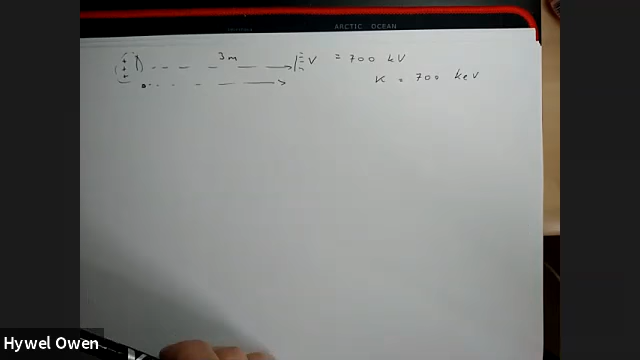 ARCTIC OCEAN
3m V = 700 kV
K = 700 keV
Hywel Owen